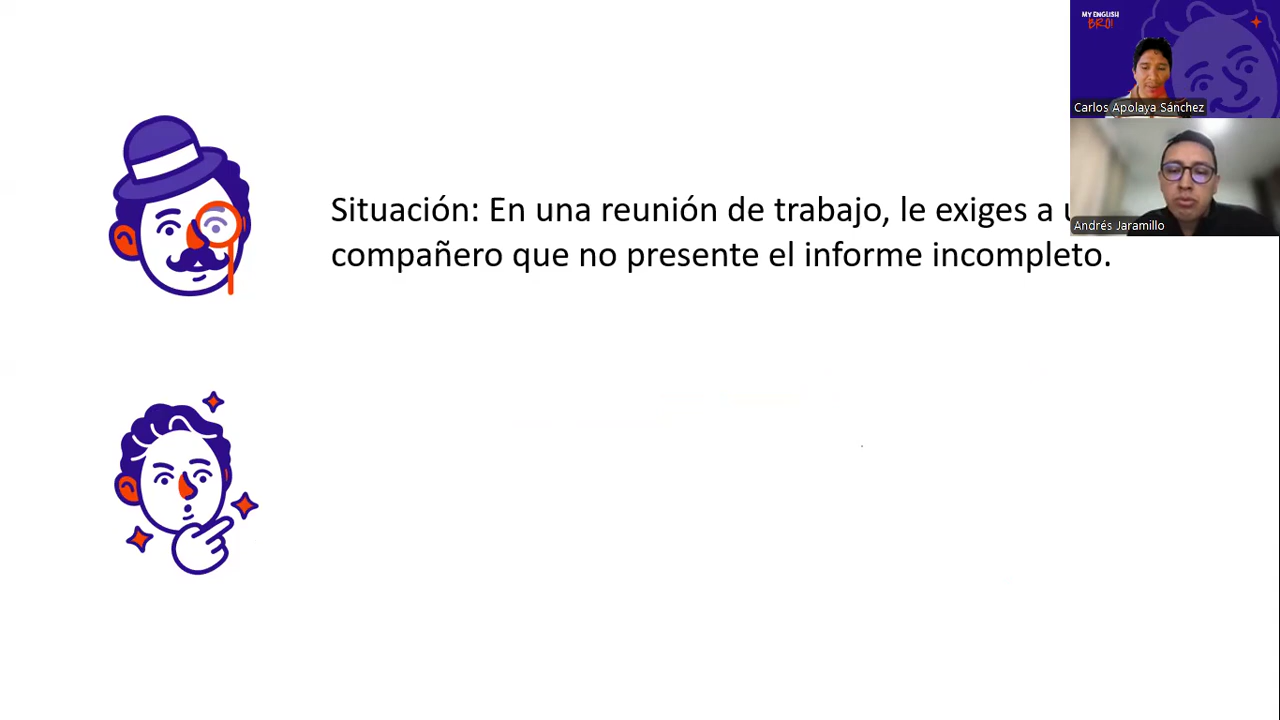 MY ENGLISH
BRO!
Carlos Apolaya Sánchez
Situación: En una reunión de trabajo, le exiges a
compañero que no presente el informe incompleto.
Andrés Jaramillo